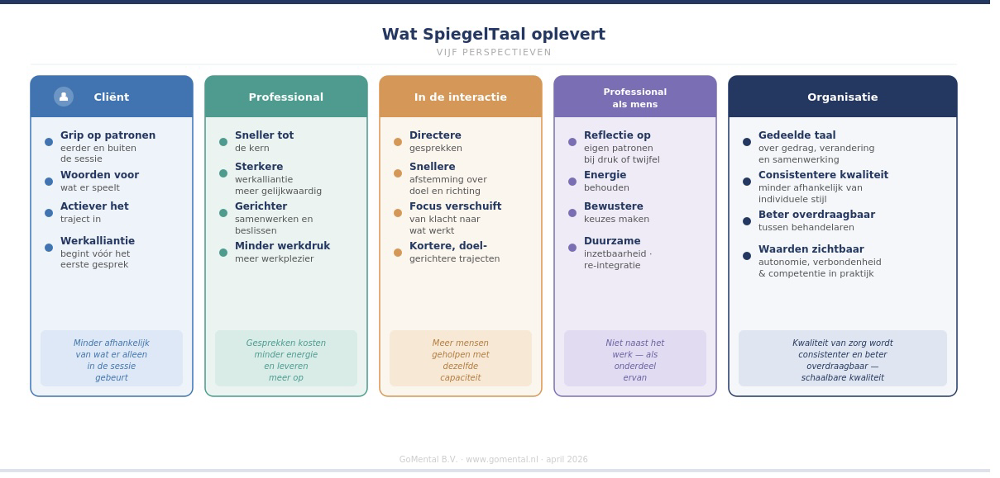 Wat SpiegelTaal oplevert
VIJF PERSPECTIEVEN
Cliënt
Grip op patronen
eerder en buiten
de sessie
Woorden voor
wat er speelt
Actiever het
traject in
Werkalliantie
begint vóór het
eerste gesprek
Minder afhankelijk
van wat er alleen
in de sessie
gebeurt
Professional
Sneller tot
de kern
Sterkere
werkalliantie
meer gelijkwaardig
Gerichter
samenwerken en
beslissen
Minder werkdruk
meer werkplezier
Gesprekken kosten
minder energie
en leveren
meer op
In de interactie
Directere
gesprekken
Snellere
afstemming over
doel en richting
Focus verschuift
van klacht naar
wat werkt
Kortere, doel-
gerichtere trajecten
Meer mensen
geholpen met
dezelfde
capaciteit
Professional
als mens
Reflectie op
eigen patronen
bij druk of twijfel
Energie
behouden
Bewustere
keuzes maken
Duurzame
inzetbaarheid ·
re-integratie
Niet naast het
werk — als
onderdeel
ervan
Organisatie
Gedeelde taal
over gedrag, verandering
en samenwerking
Consistentere kwaliteit
minder afhankelijk van
individuele stijl
Beter overdraagbaar
tussen behandelaren
Waarden zichtbaar
autonomie, verbondenheid
& competentie in praktijk
Kwaliteit van zorg wordt
consistenter en beter
overdraagbaar —
schaalbare kwaliteit
GoMental B.V. · www.gomental.nl · april 2026